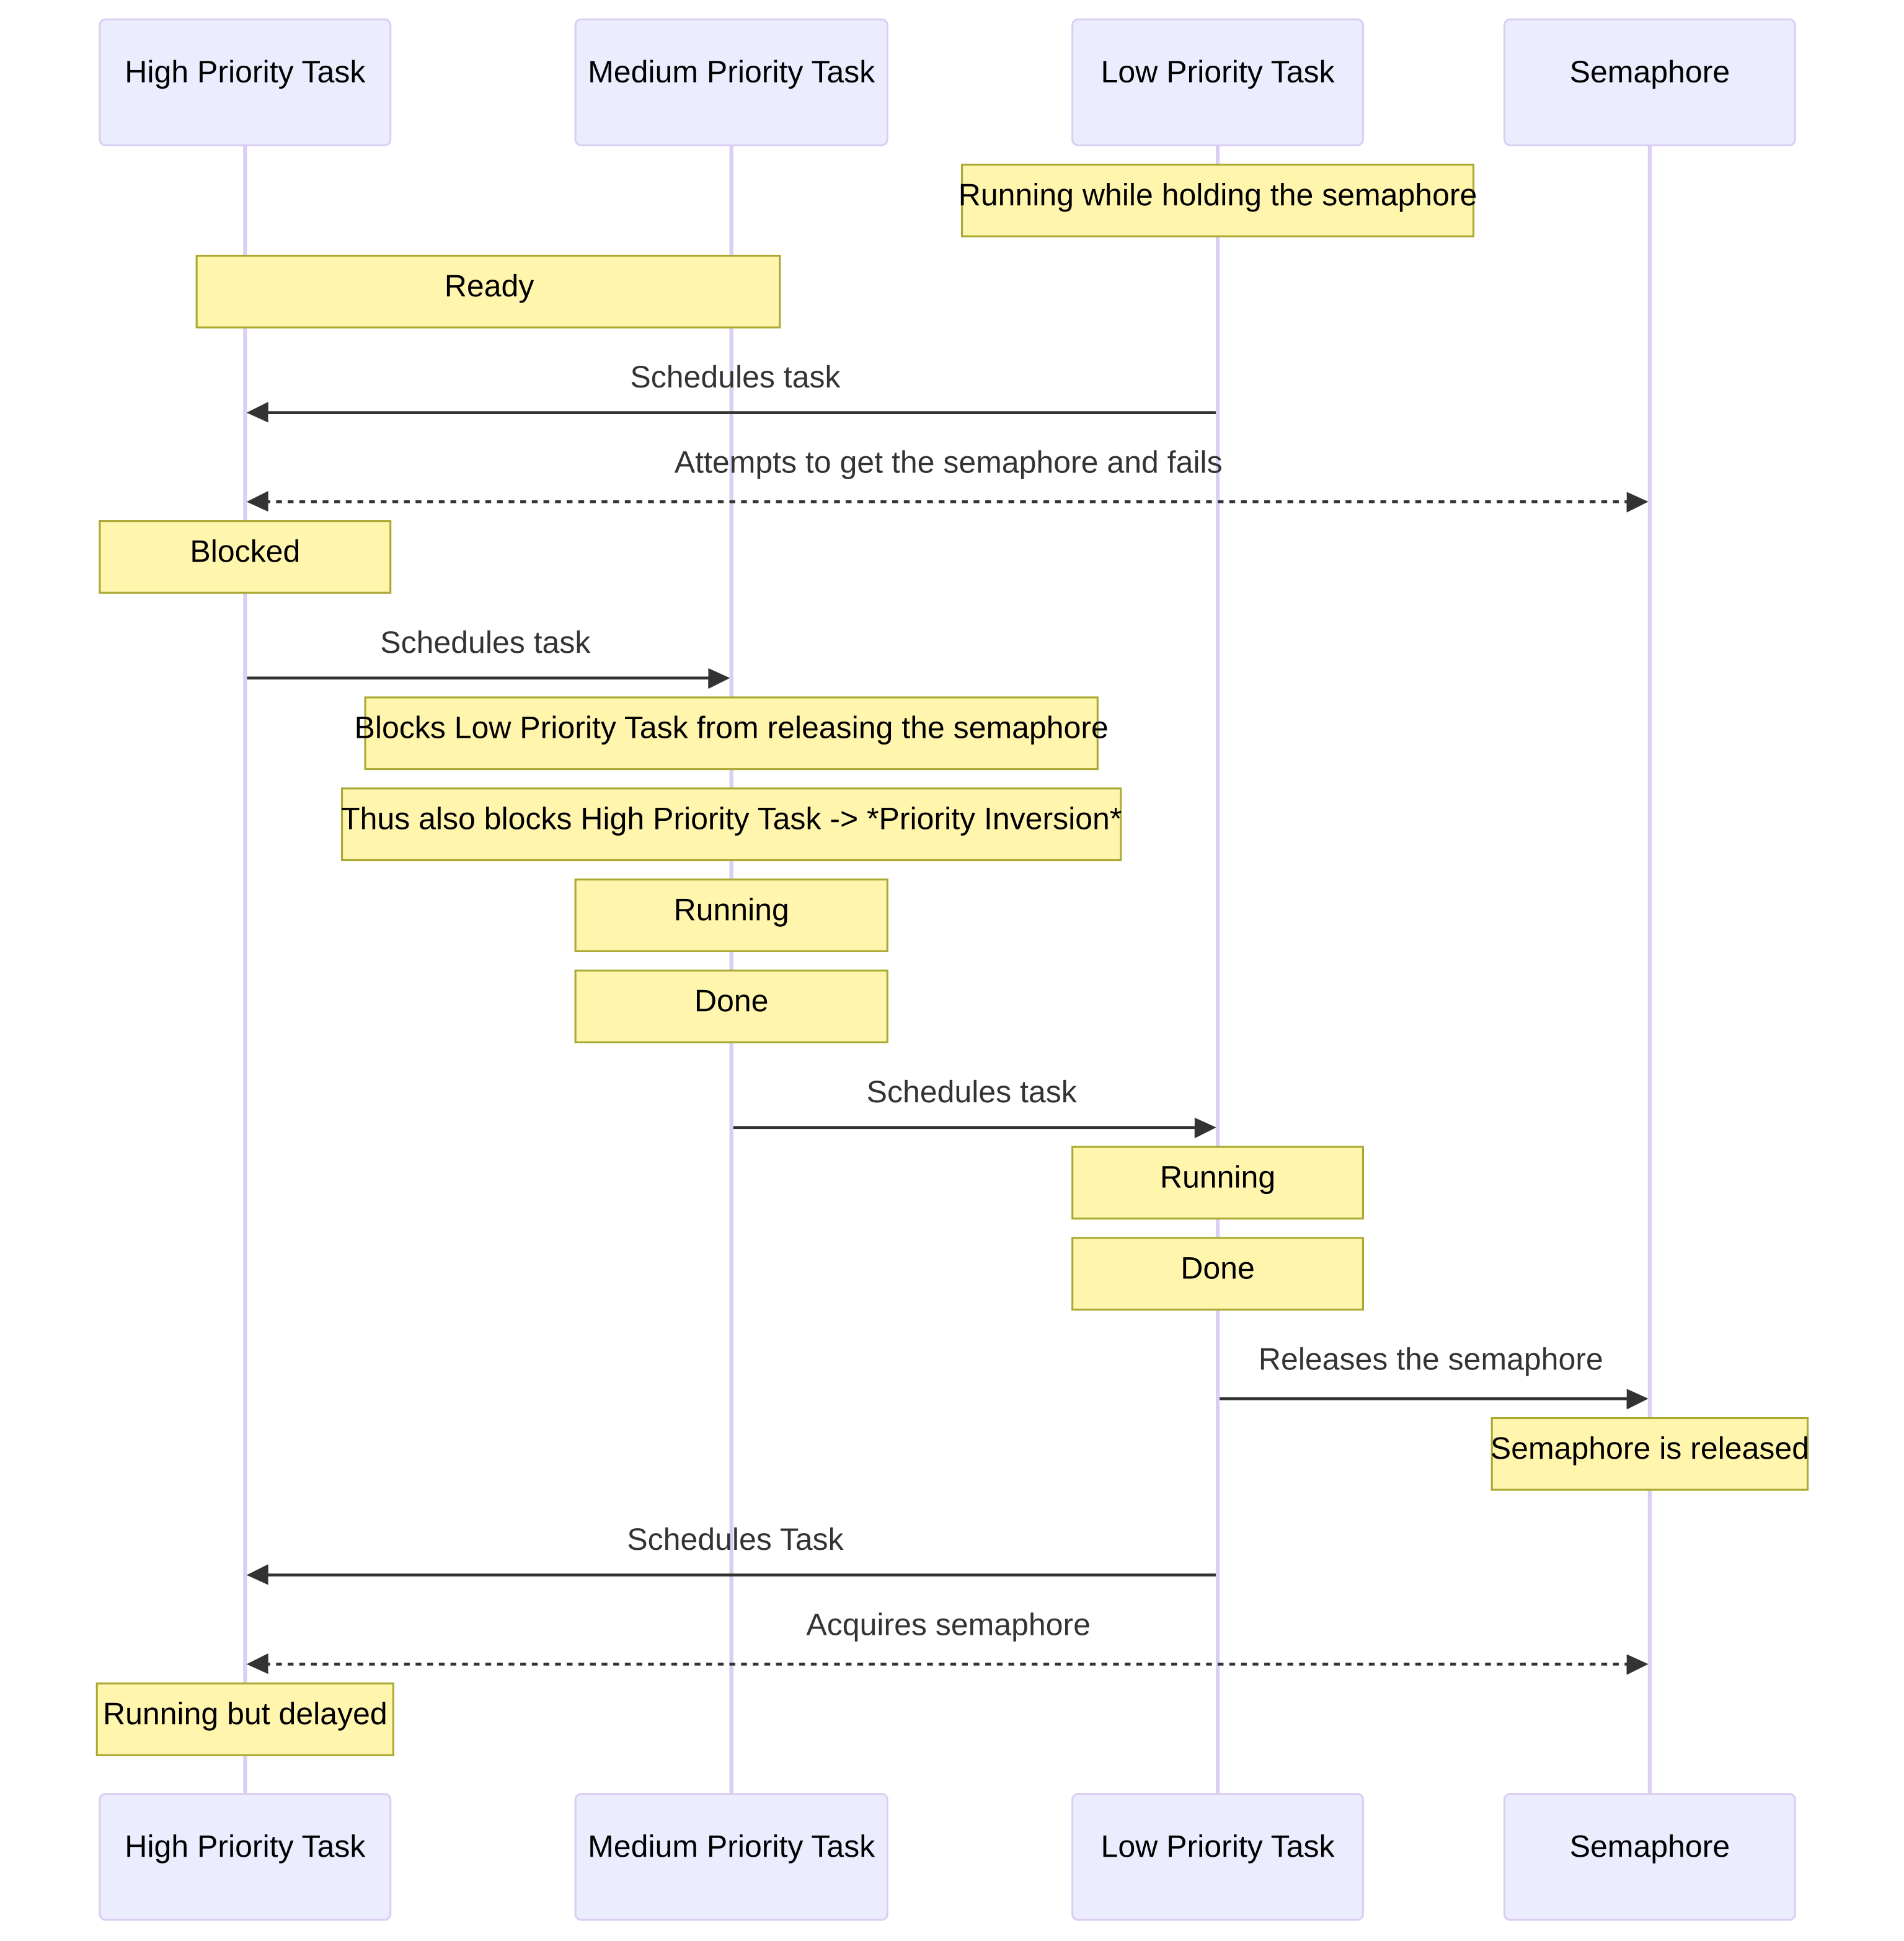 High Priority Task
Medium Priority Task
Low Priority Task
Semaphore
Running while holding the semaphore
Ready
Schedules task
Attempts to get the semaphore and fails
Blocked
Schedules task
Blocks Low Priority Task from releasing the semaphore
Thus also blocks High Priority Task -> *Priority Inversion*
Running
Done
Schedules task
Running
Done
Releases the semaphore
Semaphore is released
Schedules Task
Acquires semaphore
Running but delayed
High Priority Task
Medium Priority Task
Low Priority Task
Semaphore